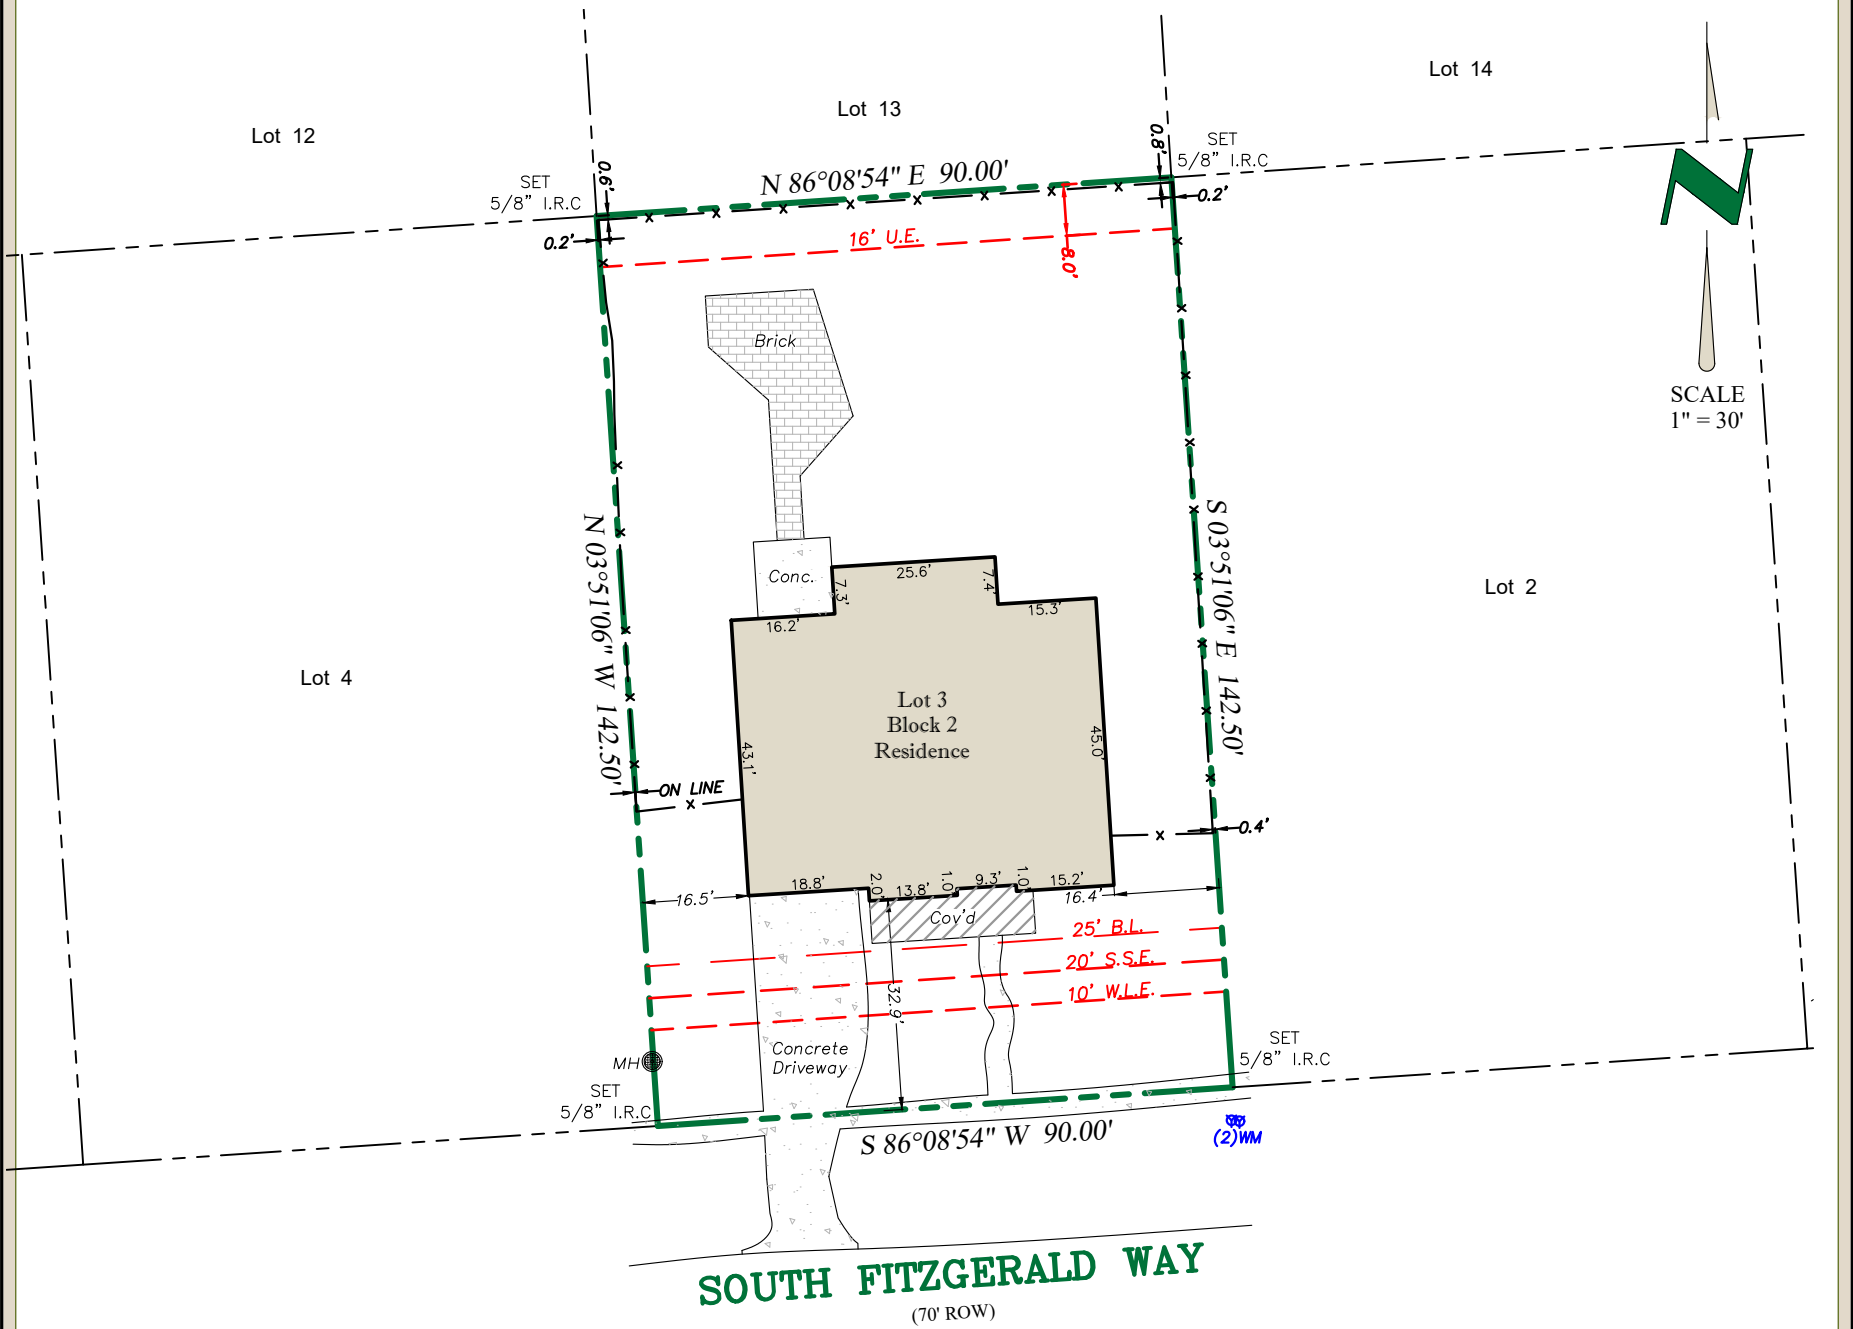 Lot 12
Lot 13
Lot 14
SET
5/8" I.R.C
0.6'
N 86°08'54" E 90.00'
0.8'
SET
5/8" I.R.C
0.2'
0.2'
16' U.E.
8.0'
N
SCALE
1" = 30'
Brick
Conc.
7.3'
25.6'
7.4'
15.3'
16.2'
N 03°51'06" W 142.50'
S 03°51'06" E 142.50'
Lot 4
Lot 2
Lot 3
Block 2
Residence
43.1'
45.0'
ON LINE
0.4'
16.5'
18.8'
2.0'
13.8'
1.0'
9.3'
1.0'
15.2'
16.4'
Cov'd
25' B.L.
20' S.S.E.
10' W.L.E.
32.9'
Concrete
Driveway
MH
SET
5/8" I.R.C
SET
5/8" I.R.C
(2)WM
S 86°08'54" W 90.00'
SOUTH FITZGERALD WAY
(70' ROW)